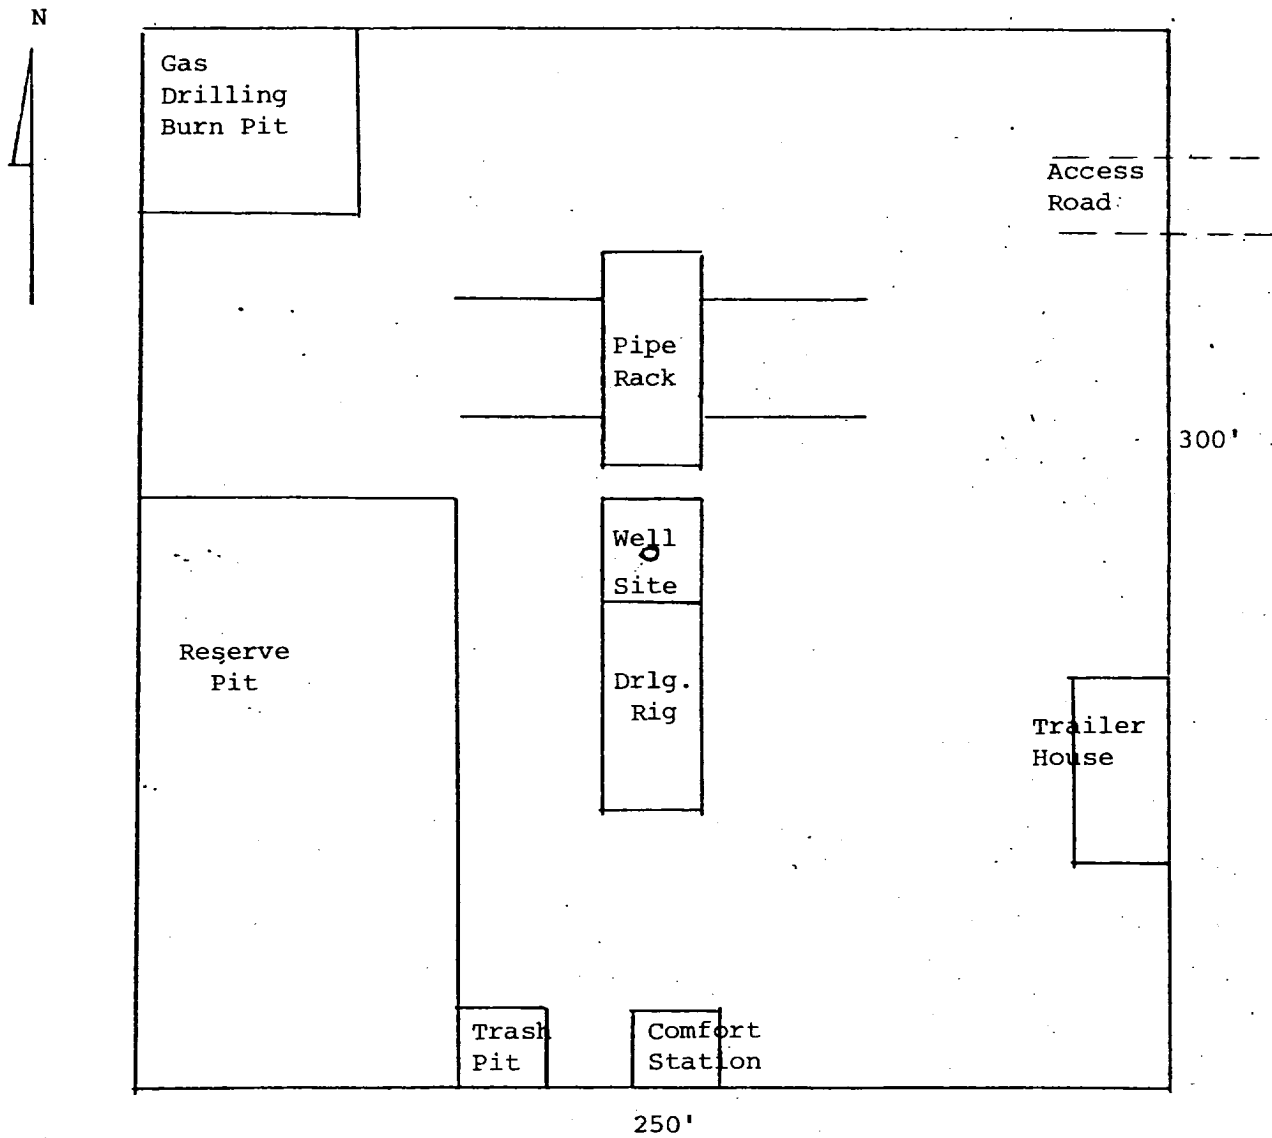 N
Gas
Drilling
Burn Pit
Access
Road
Pipe
Rack
300'
Well
Site
Reserve
Pit
Drlg.
Rig
Trailer
House
Trash
Pit
Comfort
Station
250'